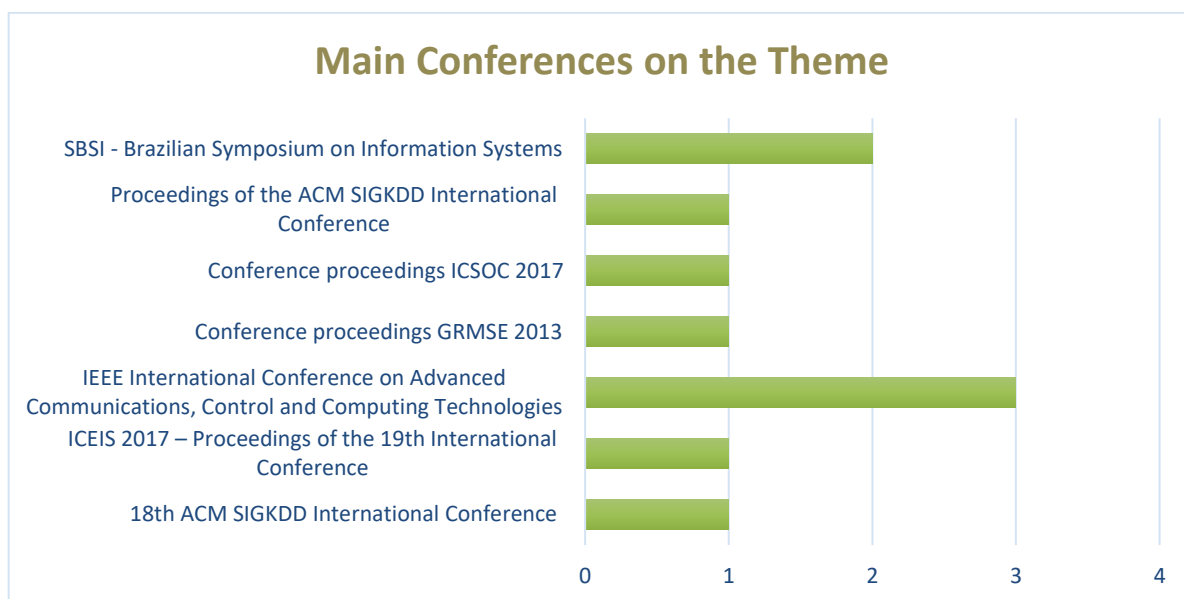 Main Conferences on the Theme
SBSI - Brazilian Symposium on Information Systems
Proceedings of the ACM SIGKDD International
Conference
Conference proceedings ICSOC 2017
Conference proceedings GRMSE 2013
IEEE International Conference on Advanced
Communications, Control and Computing Technologies
ICEIS 2017 – Proceedings of the 19th International
Conference
18th ACM SIGKDD International Conference
0 1 2 3 4